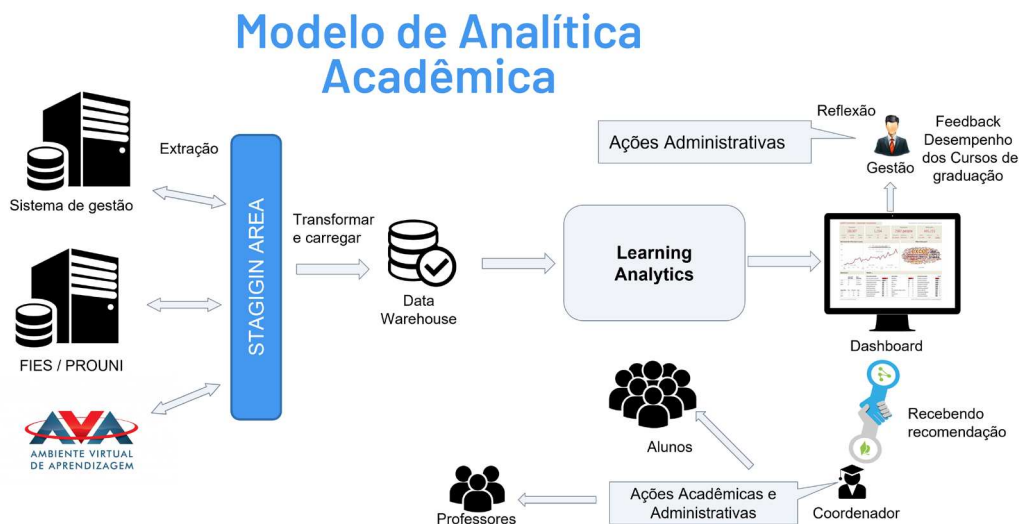 Modelo de Analítica
Acadêmica
Extração
Sistema de gestão
FIES / PROUNI
AVA
AMBIENTE VIRTUAL
DE APRENDIZAGEM
STAGIGIN AREA
Transformar
e carregar
Data
Warehouse
Learning
Analytics
Ações Administrativas
Reflexão
Gestão
Feedback
Desempenho
dos Cursos de
graduação
Dashboard
Recebendo
recomendação
Coordenador
Ações Acadêmicas e
Administrativas
Alunos
Professores